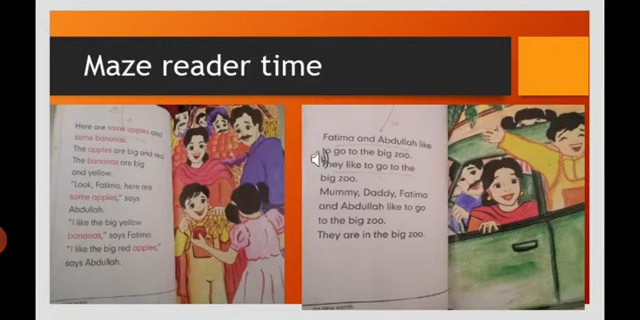 Maze reader time
Here are some apples and
some bananas.
The apples are big and red.
The bananas are big
and yellow.
"Look, Fatima, here are
some apples," says
Abdullah.
"I like the big yellow
bananas," says Fatima.
"I like the big red apples,"
says Abdullah.
Fatima and Abdullah like
to go to the big zoo.
They like to go to the
big zoo.
Mummy, Daddy, Fatima
and Abdullah like to go
to the big zoo.
They are in the big zoo.